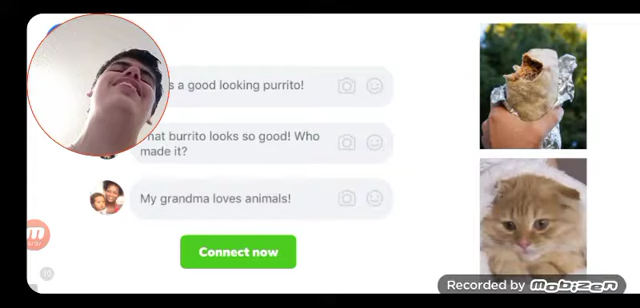 s a good looking purrito!
hat burrito looks so good! Who
made it?
My grandma loves animals!
Connect now
Recorded by Mobizen